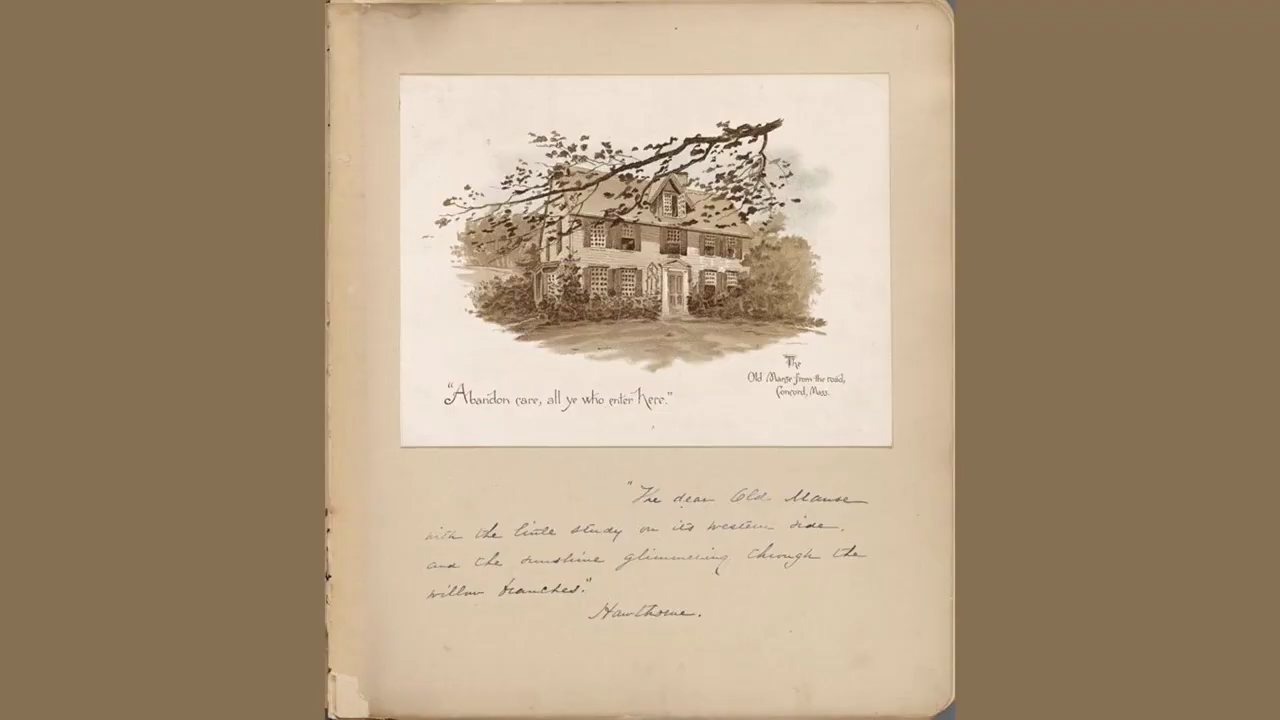 "Abandon care, all ye who enter here."
The
Old Manse from the road,
Concord, Mass.
"The dear Old Manse
with the little study on its western side.
and the sunshine glimmering through the
willow branches."
Hawthorne.